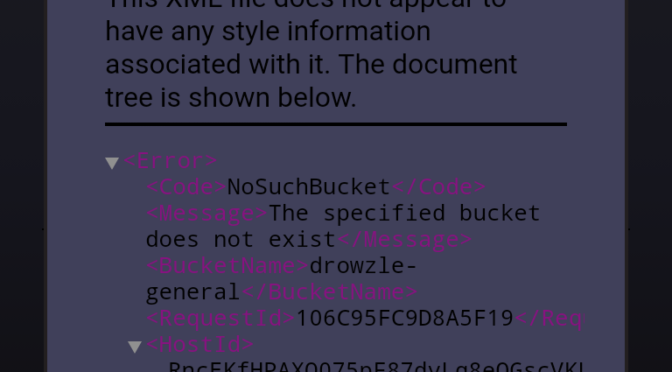 This XML file does not appear to
have any style information
associated with it. The document
tree is shown below.
<Error>
<Code>NoSuchBucket</Code>
<Message>The specified bucket
does not exist</Message>
<BucketName>drowzle-
general</BucketName>
<RequestId>106C95FC9D8A5F19</Req
<HostId>